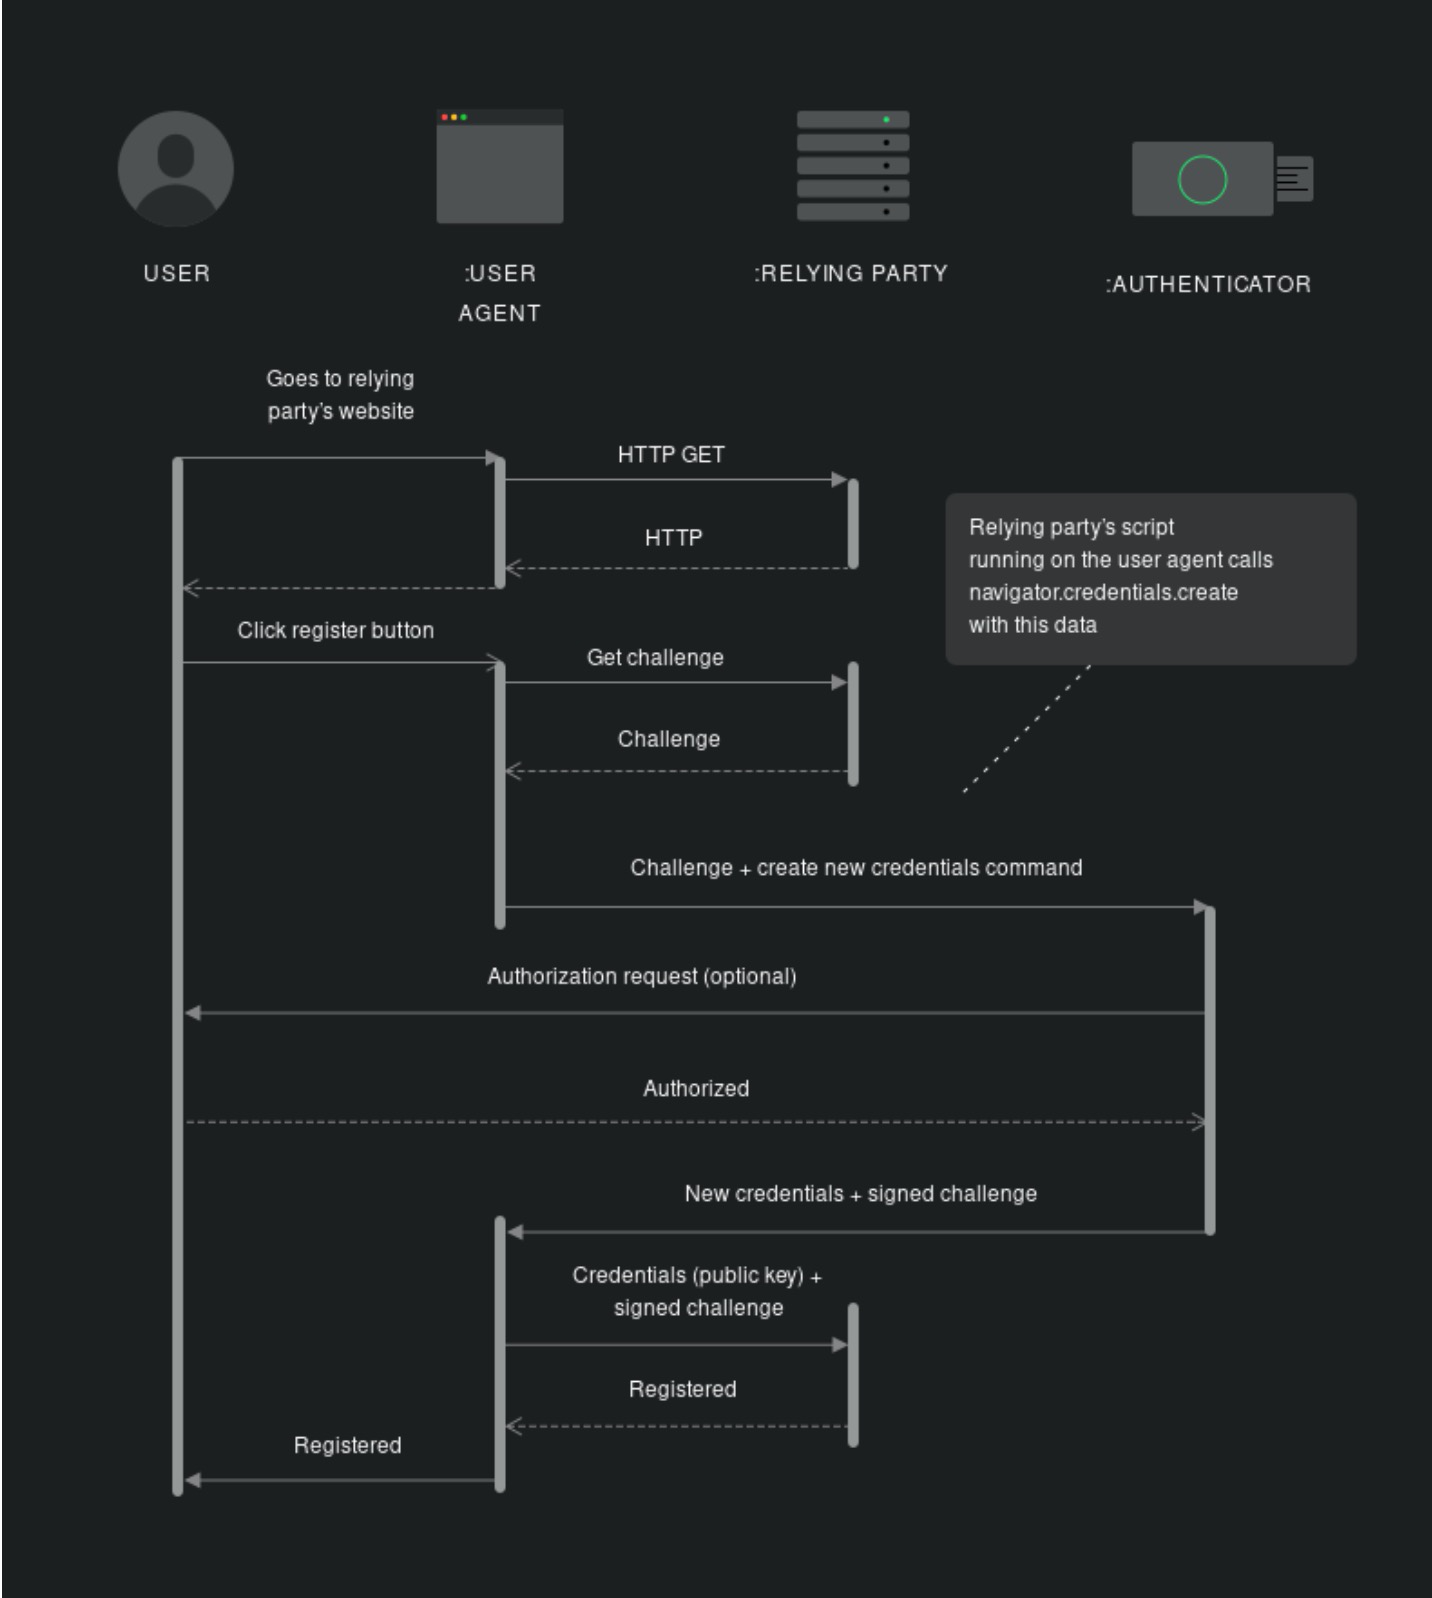 USER
:USER
AGENT
:RELYING PARTY
:AUTHENTICATOR
Goes to relying
party’s website
HTTP GET
HTTP
Relying party’s script
running on the user agent calls
navigator.credentials.create
with this data
Click register button
Get challenge
Challenge
Challenge + create new credentials command
Authorization request (optional)
Authorized
New credentials + signed challenge
Credentials (public key) +
signed challenge
Registered
Registered